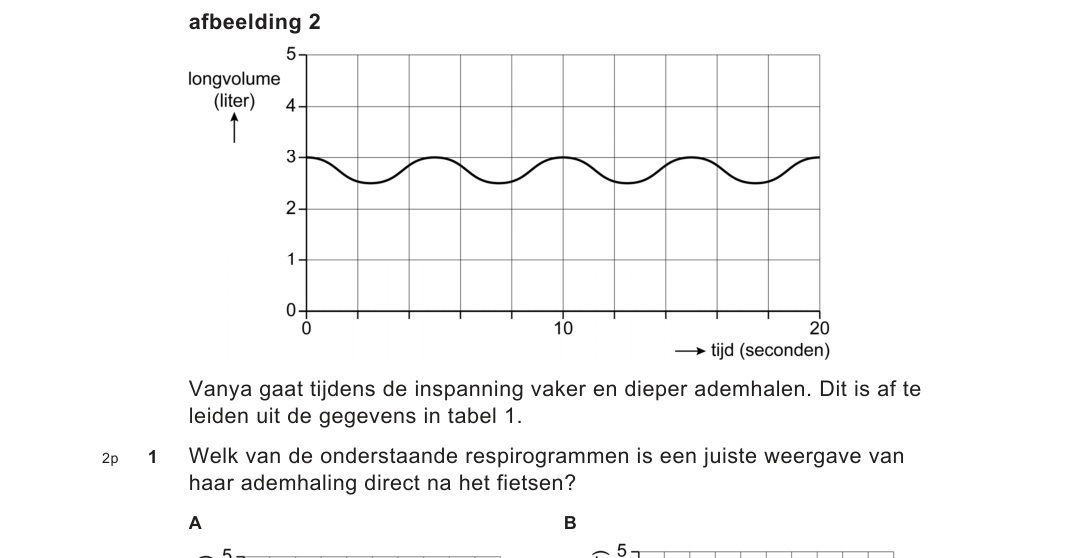 afbeelding 2
5
longvolume
(liter)
4
3
2
1
0
0 10 20
tijd (seconden)
Vanya gaat tijdens de inspanning vaker en dieper ademhalen. Dit is af te
leiden uit de gegevens in tabel 1.
2p 1 Welk van de onderstaande respirogrammen is een juiste weergave van
haar ademhaling direct na het fietsen?
A B
5 5